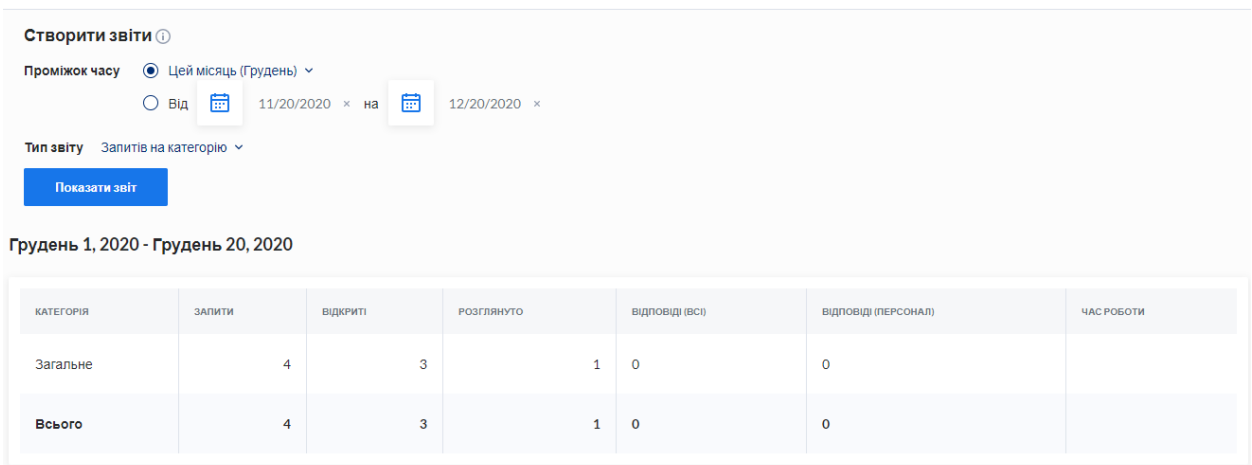 Створити звіти
Проміжок часу Цей місяць (Грудень)
Від 11/20/2020 × на 12/20/2020 ×
Тип звіту Запитів на категорію
Показати звіт
Грудень 1, 2020 - Грудень 20, 2020
КАТЕГОРІЯ ЗАПИТИ ВІДКРИТІ РОЗГЛЯНУТО ВІДПОВІДІ (ВСІ) ВІДПОВІДІ (ПЕРСОНАЛ) ЧАС РОБОТИ
Загальне 4 3 1 0 0
Всього 4 3 1 0 0